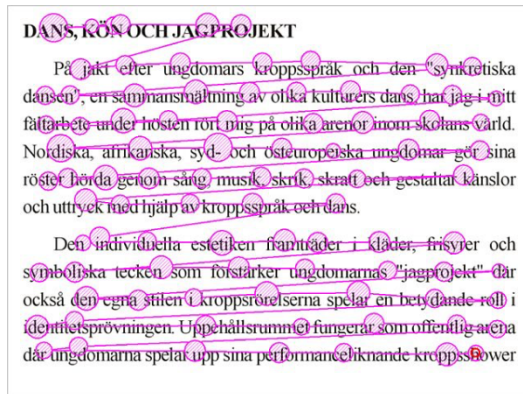 DANS, KÖN OCH JAGPROJEKT
På jakt efter ungdomars kroppsspråk och den "synkretiska
dansen", en sammansmältning av olika kulturers dans, har jag i mitt
fältarbete under hösten rört mig på olika arenor inom skolans värld.
Nordiska, afrikanska, syd- och östeuropeiska ungdomar gör sina
röster hörda genom sång, musik, skrik, skratt och gestaltar känslor
och uttryck med hjälp av kroppsspråk och dans.
Den individuella estetiken framträder i kläder, frisyrer och
symboliska tecken som förstärker ungdomarnas "jagprojekt" där
också den egna stilen i kroppsrörelserna spelar en betydande roll i
identitetsprövningen. Uppehållsrummet fungerar som offentlig arena
där ungdomarna spelar upp sina performanceliknande kroppsshower